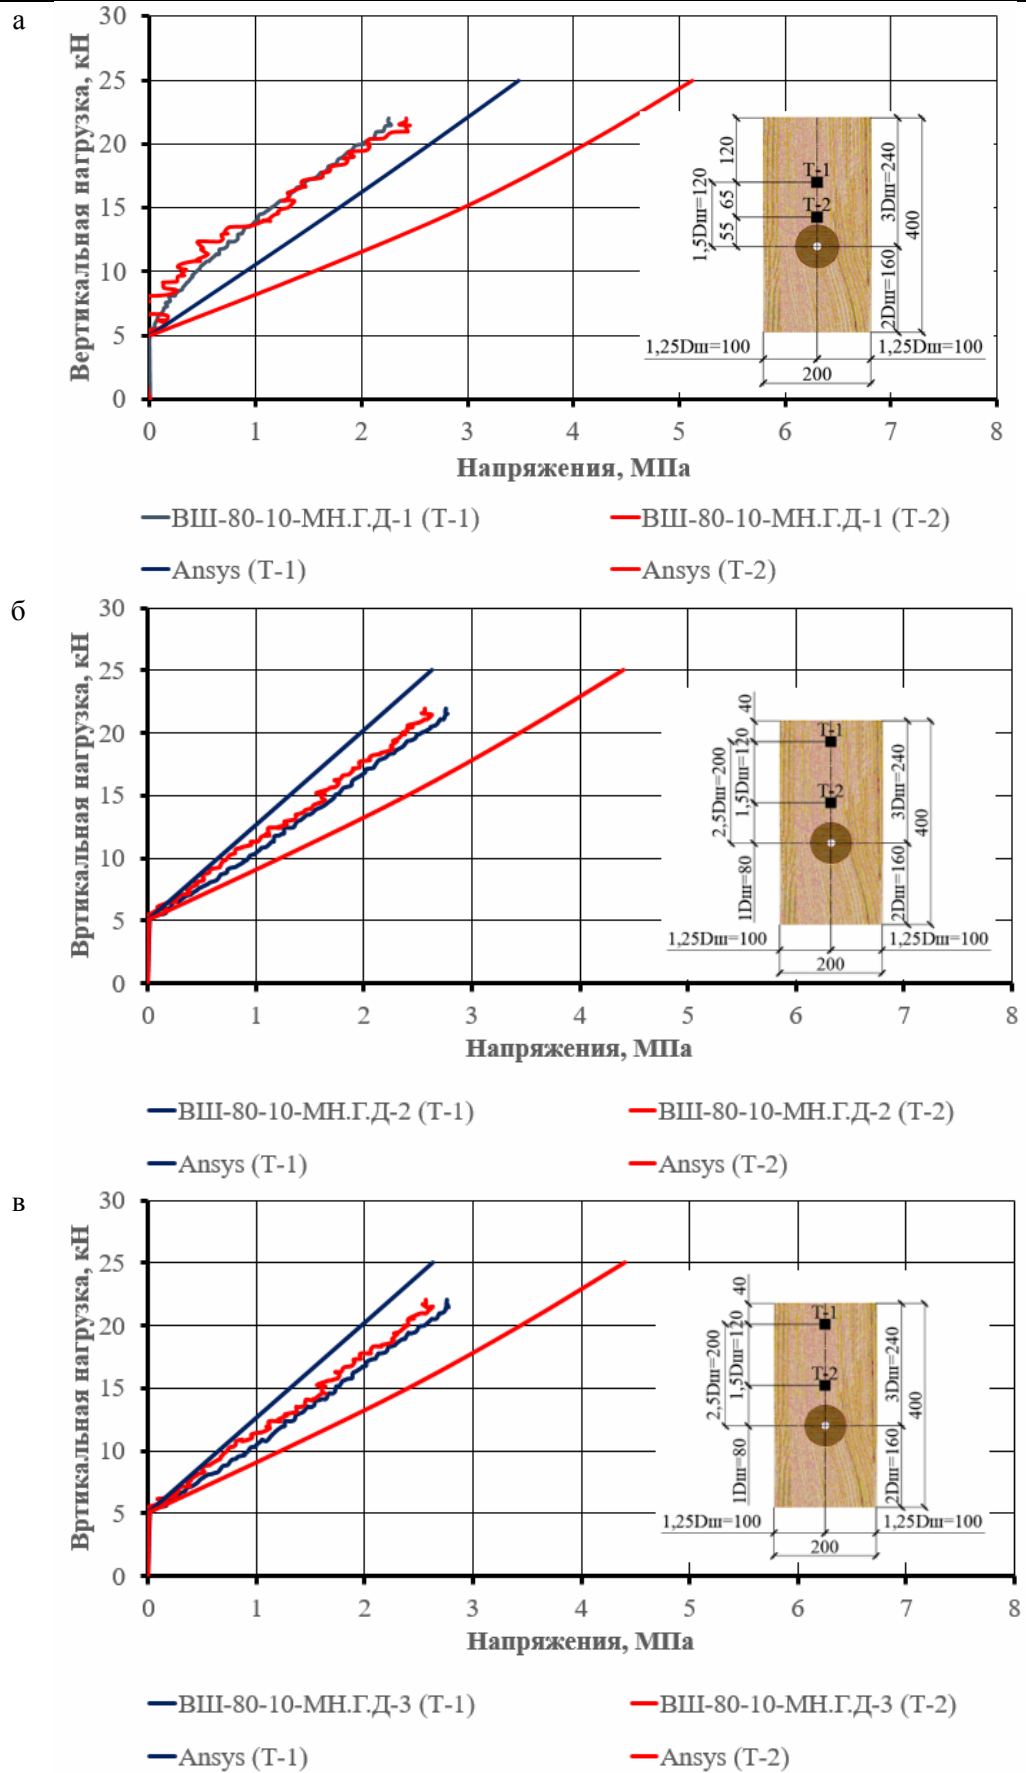 а
Вертикальная нагрузка, кН
30
25
20
15
10
5
0
0 1 2 3 4 5 6 7 8
Напряжения, МПа
120
65
55
1,5Dш=120
Т-1
Т-2
3Dш=240
2Dш=160
400
1,25Dш=100
1,25Dш=100
200
ВШ-80-10-МН.Г.Д-1 (Т-1)
ВШ-80-10-МН.Г.Д-1 (Т-2)
Ansys (Т-1)
Ansys (Т-2)
б
Вртикальная нагрузка, кН
30
25
20
15
10
5
0
0 1 2 3 4 5 6 7 8
Напряжения, МПа
40
1,5Dш=120
2,5Dш=200
1Dш=80
Т-1
Т-2
3Dш=240
2Dш=160
400
1,25Dш=100
1,25Dш=100
200
ВШ-80-10-МН.Г.Д-2 (Т-1)
ВШ-80-10-МН.Г.Д-2 (Т-2)
Ansys (Т-1)
Ansys (Т-2)
в
Вртикальная нагрузка, кН
30
25
20
15
10
5
0
0 1 2 3 4 5 6 7 8
Напряжения, МПа
40
1,5Dш=120
2,5Dш=200
1Dш=80
Т-1
Т-2
3Dш=240
2Dш=160
400
1,25Dш=100
1,25Dш=100
200
ВШ-80-10-МН.Г.Д-3 (Т-1)
ВШ-80-10-МН.Г.Д-3 (Т-2)
Ansys (Т-1)
Ansys (Т-2)